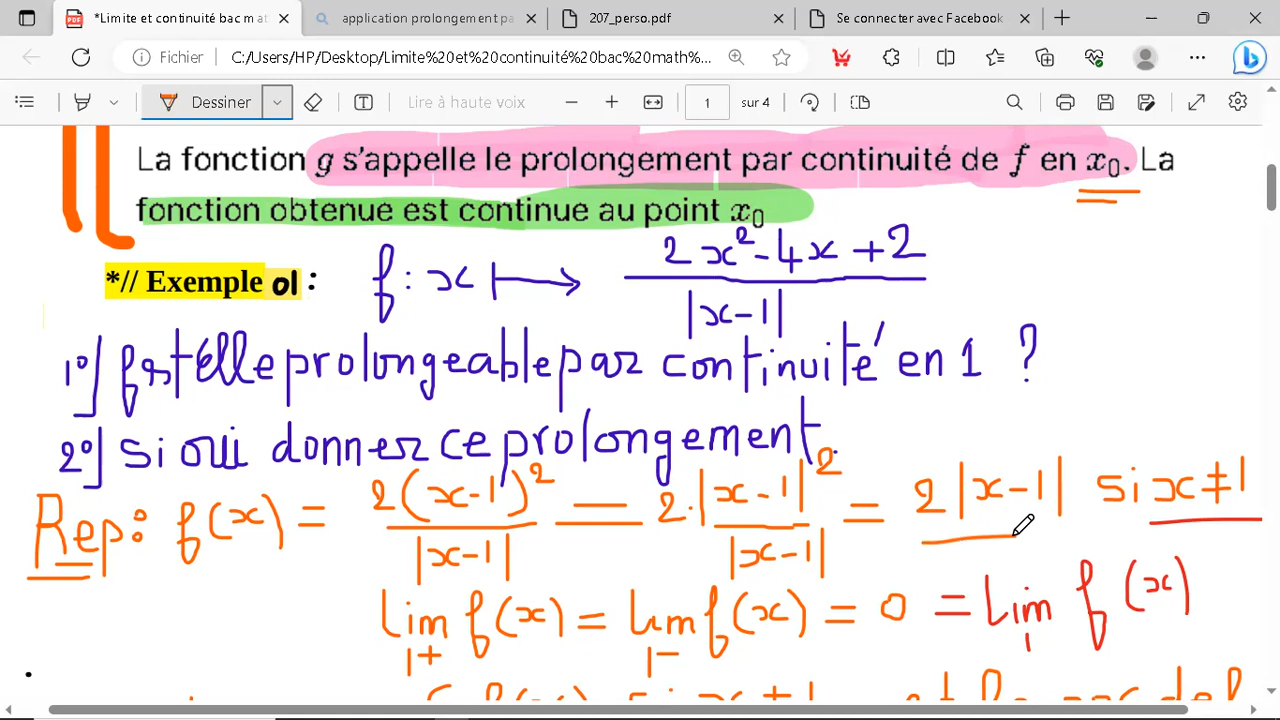 *Limite et continuité bac mat
application prolongement pa
207_perso.pdf
Se connecter avec Facebook
Fichier
C:/Users/HP/Desktop/Limite%20et%20continuité%20bac%20math%...
Dessiner
Lire à haute voix
1
sur 4
La fonction g s'appelle le prolongement par continuité de f en x₀. La
fonction obtenue est continue au point x₀
*// Exemple 01 : f : x ⟼ (2x² - 4x + 2) / |x-1|
1°) f est élle prolongeable par continuité en 1 ?
2°) si oui donner ce prolongement.
Rep : f(x) = 2(x-1)² / |x-1| = 2.|x-1|² / |x-1| = 2|x-1| si x≠1
lim 1+ f(x) = lim 1- f(x) = 0 = lim 1 f(x)